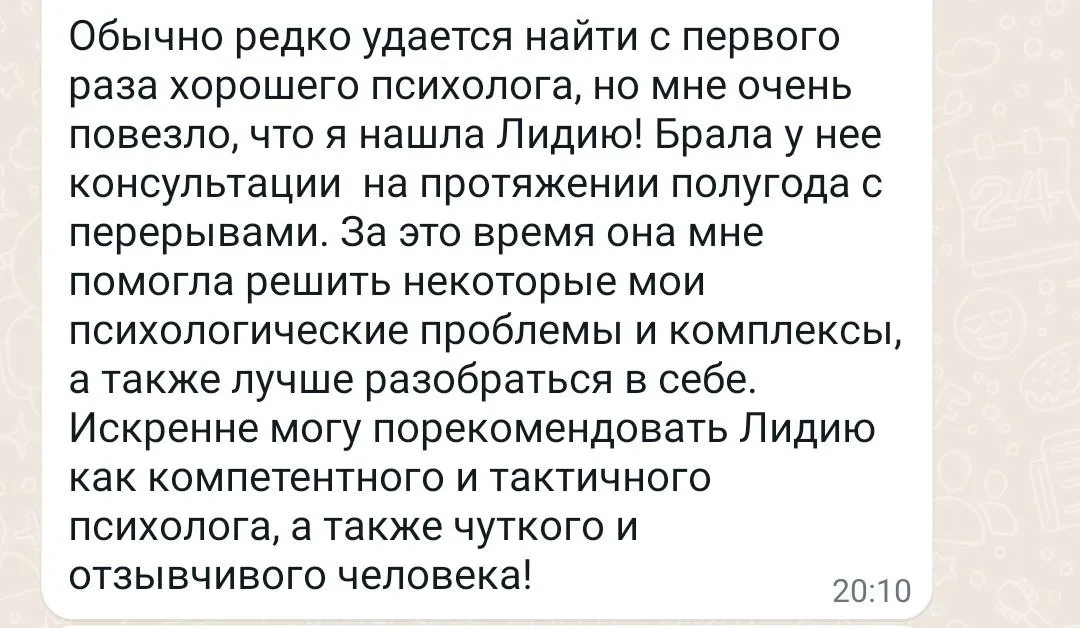 Обычно редко удается найти с первого
раза хорошего психолога, но мне очень
повезло, что я нашла Лидию! Брала у нее
консультации  на протяжении полугода с
перерывами. За это время она мне
помогла решить некоторые мои
психологические проблемы и комплексы,
а также лучше разобраться в себе.
Искренне могу порекомендовать Лидию
как компетентного и тактичного
психолога, а также чуткого и
отзывчивого человека!
20:10
24